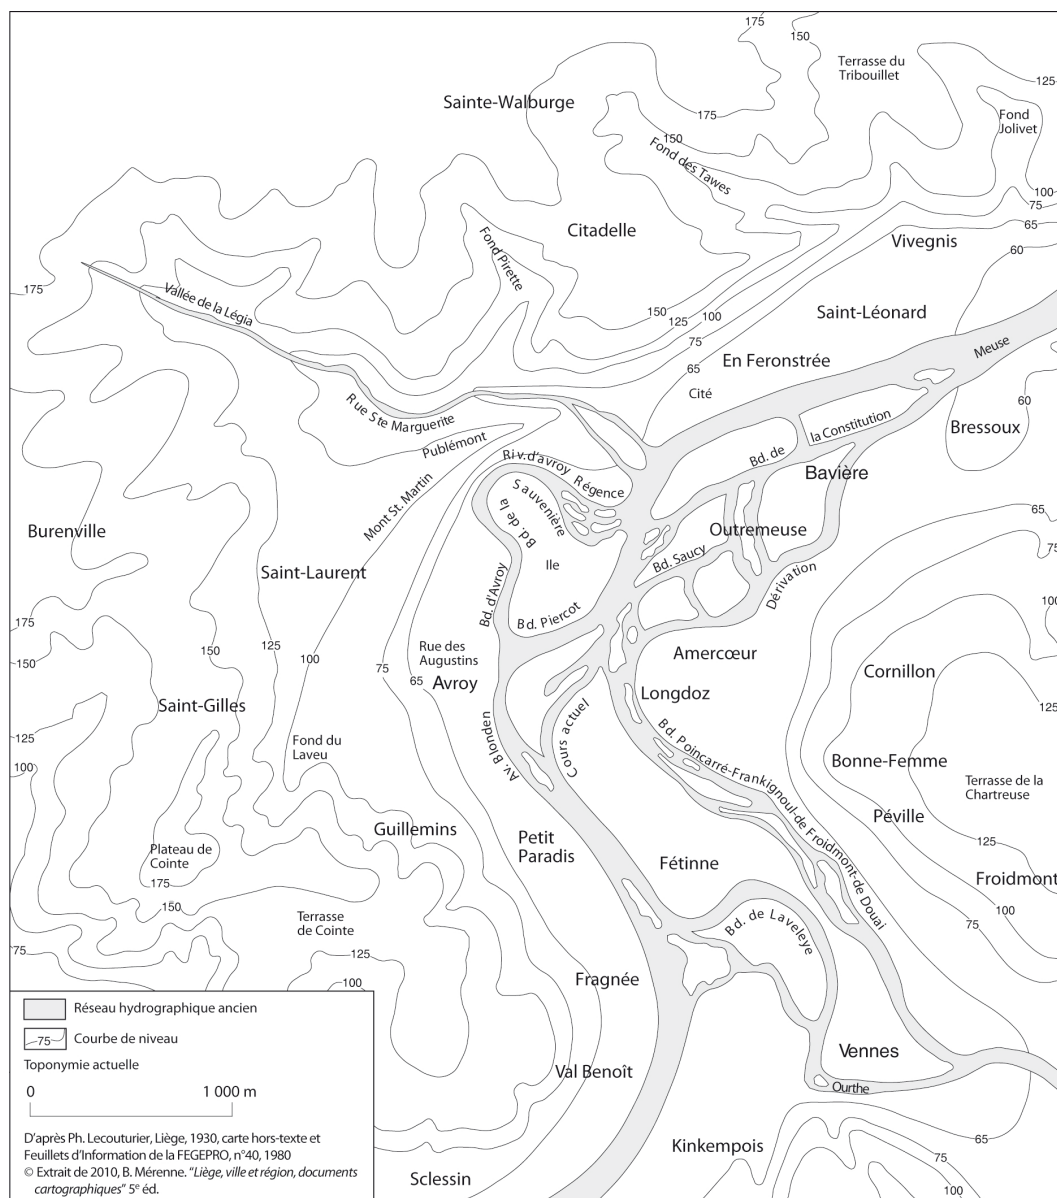 175
150
Terrasse du
Tribouillet
125
Sainte-Walburge
175
Fond
Jolivet
150
Fond des Tawes
100
75
65
Citadelle
Vivegnis
60
Fond Pirette
175
Vallée de la Légia
150
125
100
75
65
Saint-Léonard
Meuse
En Feronstrée
Cité
Rue Ste Marguerite
60
la Constitution
Bressoux
Publémont
Bd. de
Riv. d'avroy
Régence
Bavière
Mont St. Martin
Sauvenière
Bd. de la
65
Burenville
Outremeuse
75
Ile
Bd. Saucy
Saint-Laurent
Dérivation
Bd. d'Avroy
100
Bd. Piercot
175
150
150
125
100
75
65
Rue des
Augustins
Avroy
Amercœur
Cornillon
Longdoz
125
Saint-Gilles
Cours actuel
Av. Blonden
125
Fond du
Laveu
Bd. Poincarré-Frankignoul-de Froidmont-de Douai
Bonne-Femme
100
Terrasse de la
Chartreuse
Péville
Guillemins
Petit
Paradis
125
Plateau de
Cointe
Fétinne
175
Froidmont
150
100
Terrasse
de Cointe
75
Bd. de Laveleye
75
125
Fragnée
100
Réseau hydrographique ancien
75
Courbe de niveau
Toponymie actuelle
0 1 000 m
Vennes
Val Benoît
Ourthe
D'après Ph. Lecouturier, Liège, 1930, carte hors-texte et
Feuillets d'Information de la FEGEPRO, n°40, 1980
© Extrait de 2010, B. Mérenne. "Liège, ville et région, documents
cartographiques" 5e éd.
Kinkempois
65
75
Sclessin
100